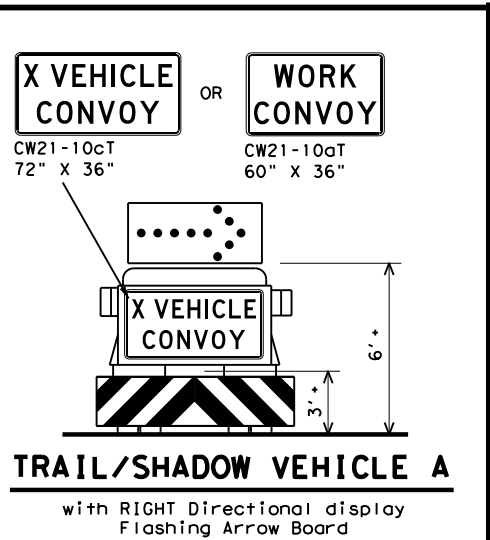 X VEHICLE
CONVOY
OR
WORK
CONVOY
CW21-10cT
72" X 36"
CW21-10aT
60" X 36"
X VEHICLE
CONVOY
6'+
3'+
TRAIL/SHADOW VEHICLE A
with RIGHT Directional display
Flashing Arrow Board